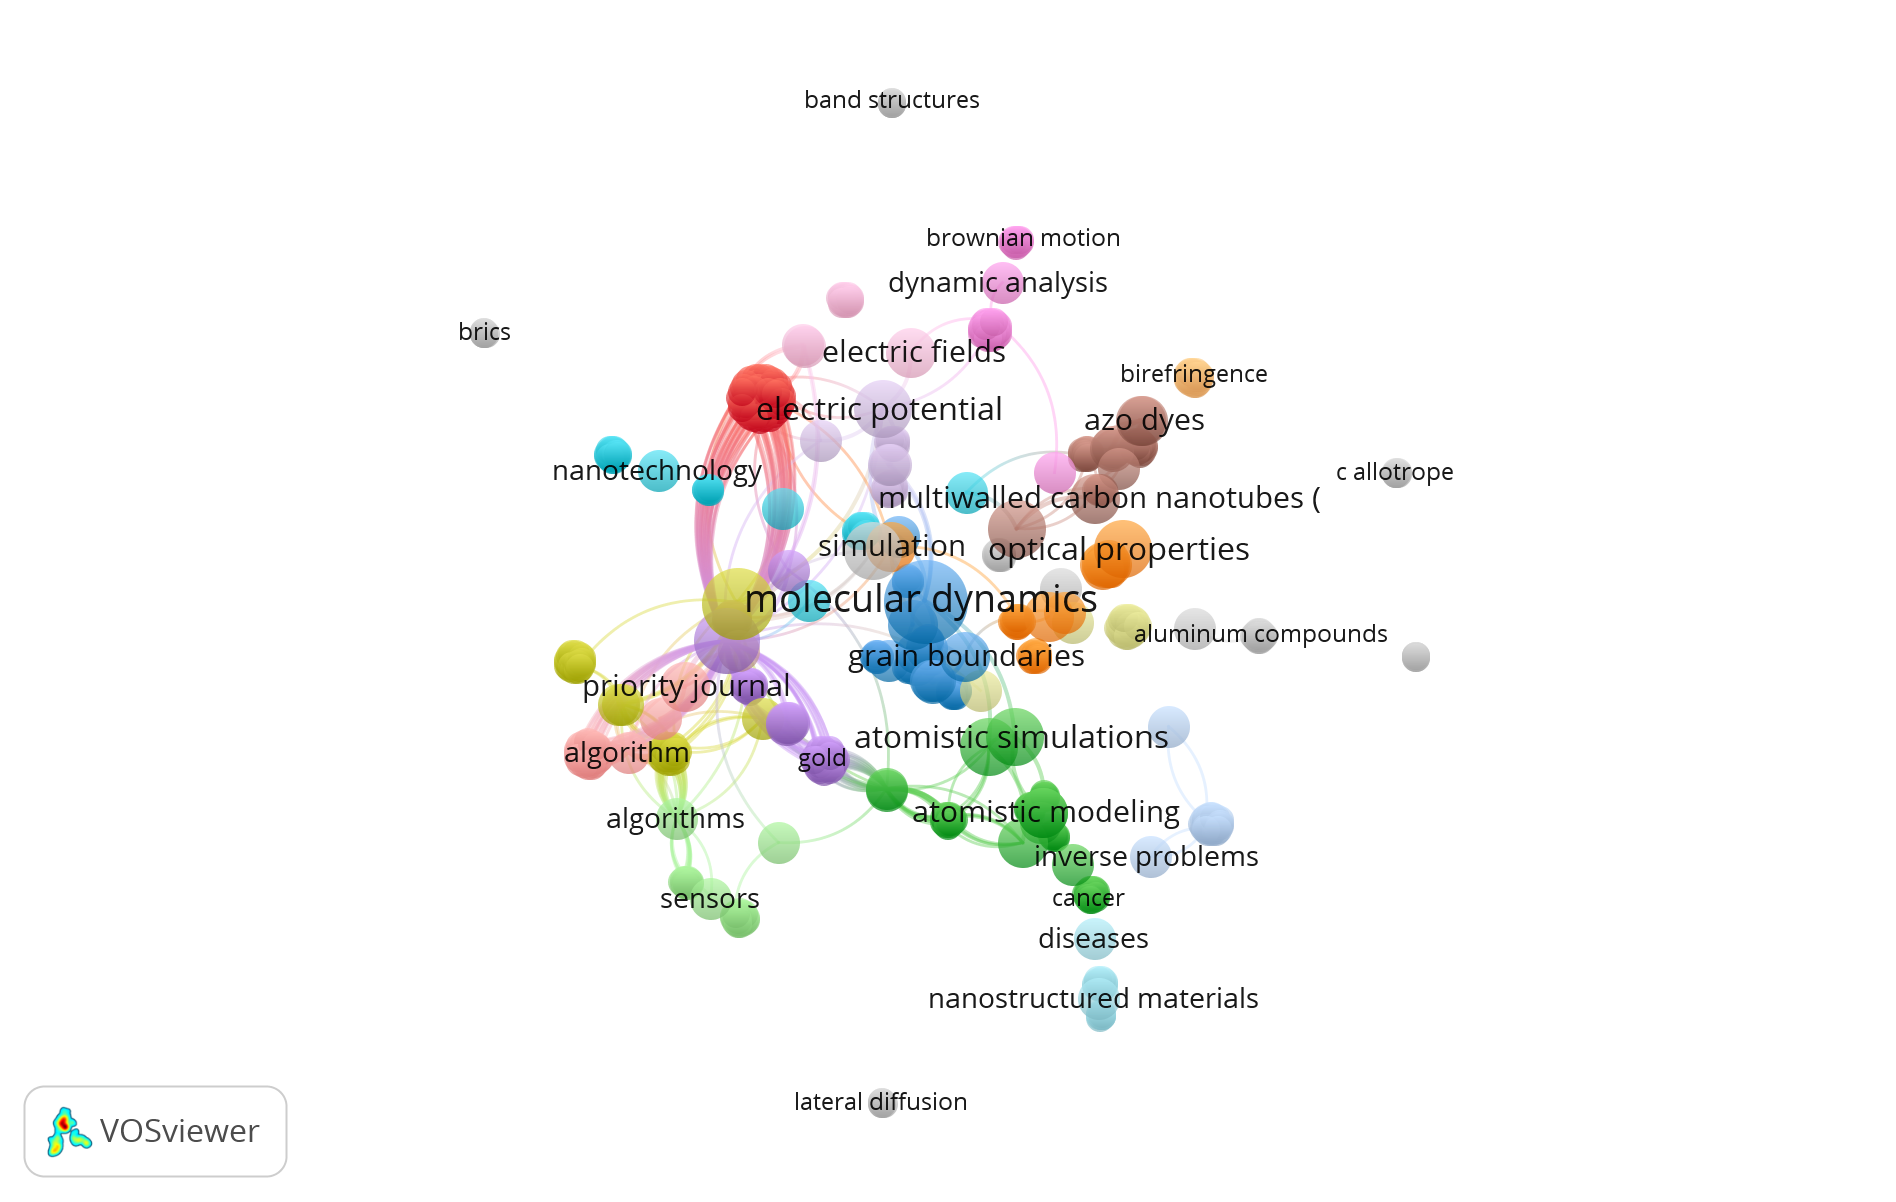 band structures
brownian motion
dynamic analysis
brics
electric fields
birefringence
electric potential
azo dyes
nanotechnology
c allotrope
multiwalled carbon nanotubes (
simulation
optical properties
molecular dynamics
aluminum compounds
grain boundaries
priority journal
atomistic simulations
algorithm
gold
atomistic modeling
algorithms
inverse problems
sensors
cancer
diseases
nanostructured materials
lateral diffusion
VOSviewer